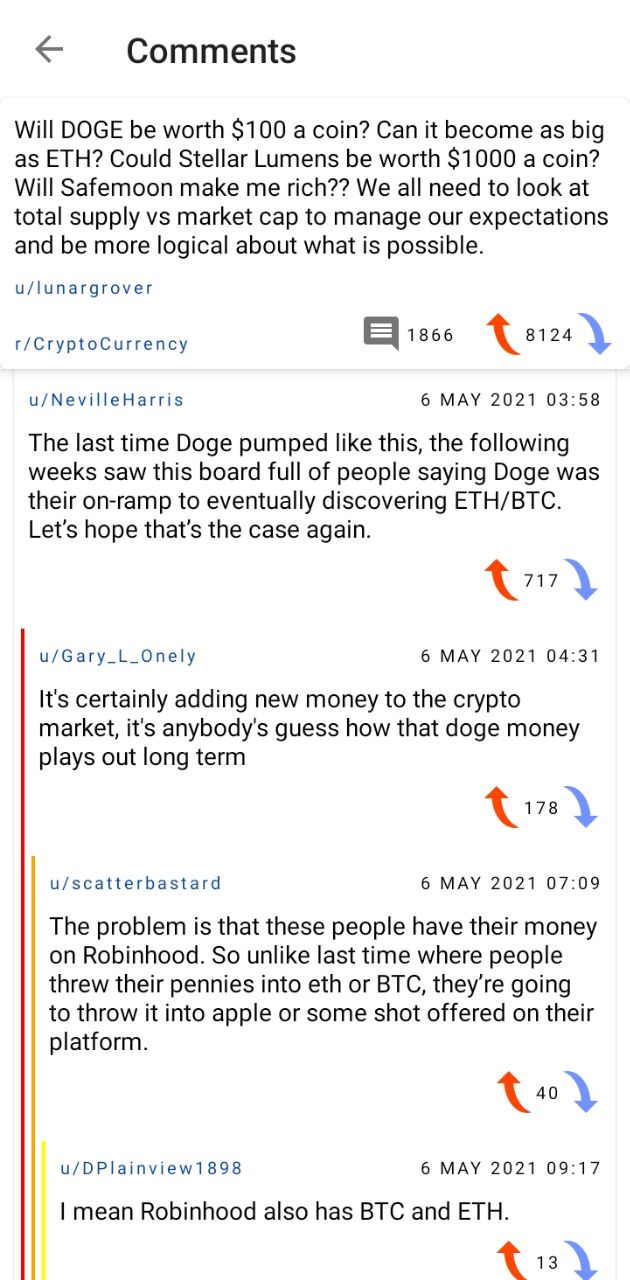 Comments
Will DOGE be worth $100 a coin? Can it become as big
as ETH? Could Stellar Lumens be worth $1000 a coin?
Will Safemoon make me rich?? We all need to look at
total supply vs market cap to manage our expectations
and be more logical about what is possible.
u/lunargrover
r/CryptoCurrency 1866 8124
u/NevilleHarris 6 MAY 2021 03:58
The last time Doge pumped like this, the following
weeks saw this board full of people saying Doge was
their on-ramp to eventually discovering ETH/BTC.
Let’s hope that’s the case again.
717
u/Gary_L_Onely 6 MAY 2021 04:31
It's certainly adding new money to the crypto
market, it's anybody's guess how that doge money
plays out long term
178
u/scatterbastard 6 MAY 2021 07:09
The problem is that these people have their money
on Robinhood. So unlike last time where people
threw their pennies into eth or BTC, they’re going
to throw it into apple or some shot offered on their
platform.
40
u/DPlainview1898 6 MAY 2021 09:17
I mean Robinhood also has BTC and ETH.
13